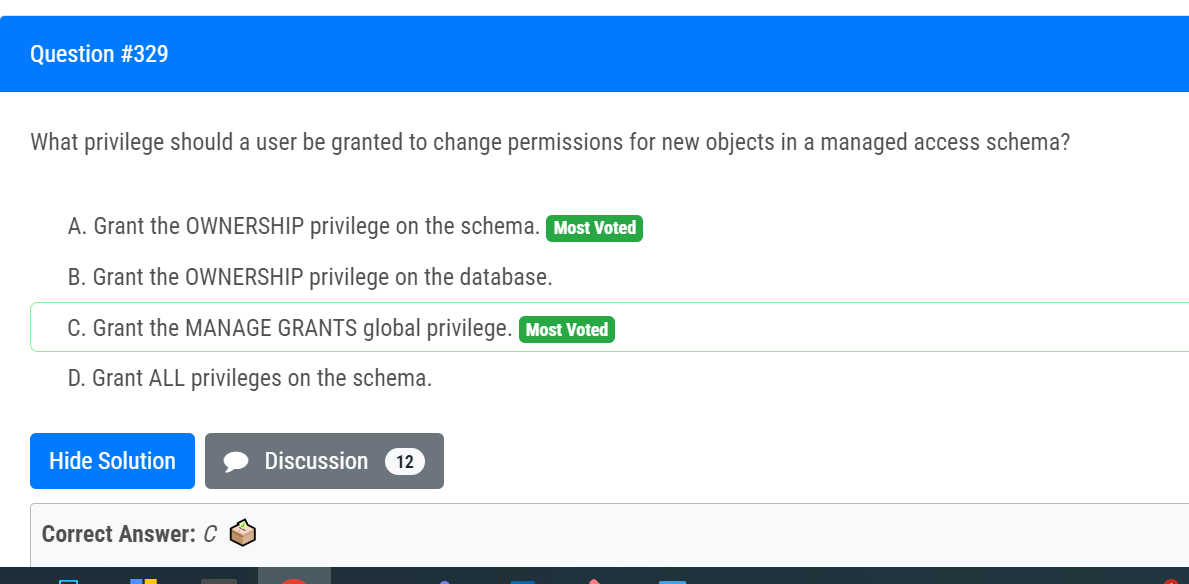 Question #329
What privilege should a user be granted to change permissions for new objects in a managed access schema?
A. Grant the OWNERSHIP privilege on the schema. Most Voted
B. Grant the OWNERSHIP privilege on the database.
C. Grant the MANAGE GRANTS global privilege. Most Voted
D. Grant ALL privileges on the schema.
Hide Solution Discussion 12
Correct Answer: C